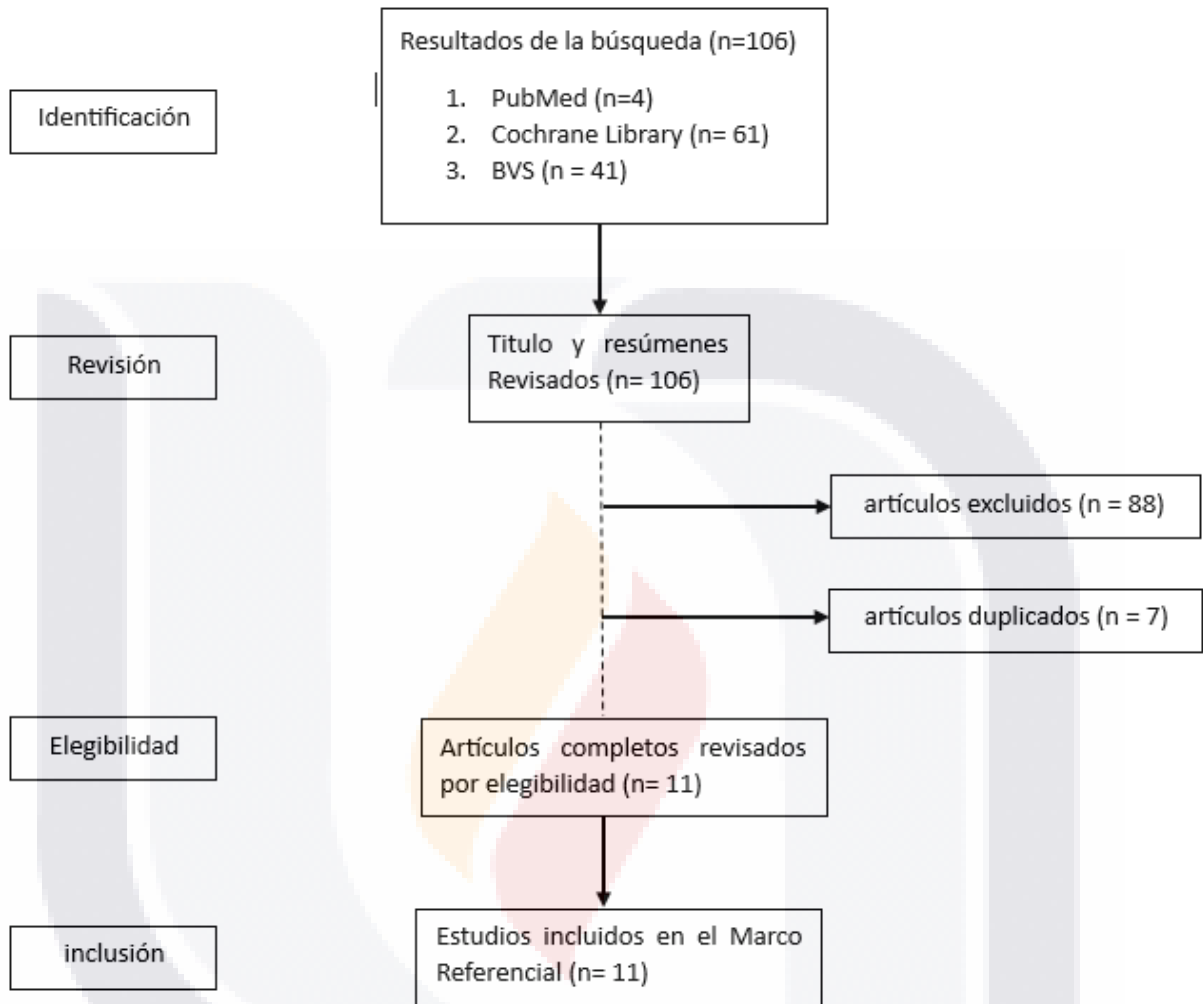 Resultados de la búsqueda (n=106)
1. PubMed (n=4)
2. Cochrane Library (n= 61)
3. BVS (n = 41)
Identificación
Revisión
Titulo y resúmenes
Revisados (n= 106)
artículos excluidos (n = 88)
artículos duplicados (n = 7)
Elegibilidad
Artículos completos revisados
por elegibilidad (n= 11)
inclusión
Estudios incluidos en el Marco
Referencial (n= 11)